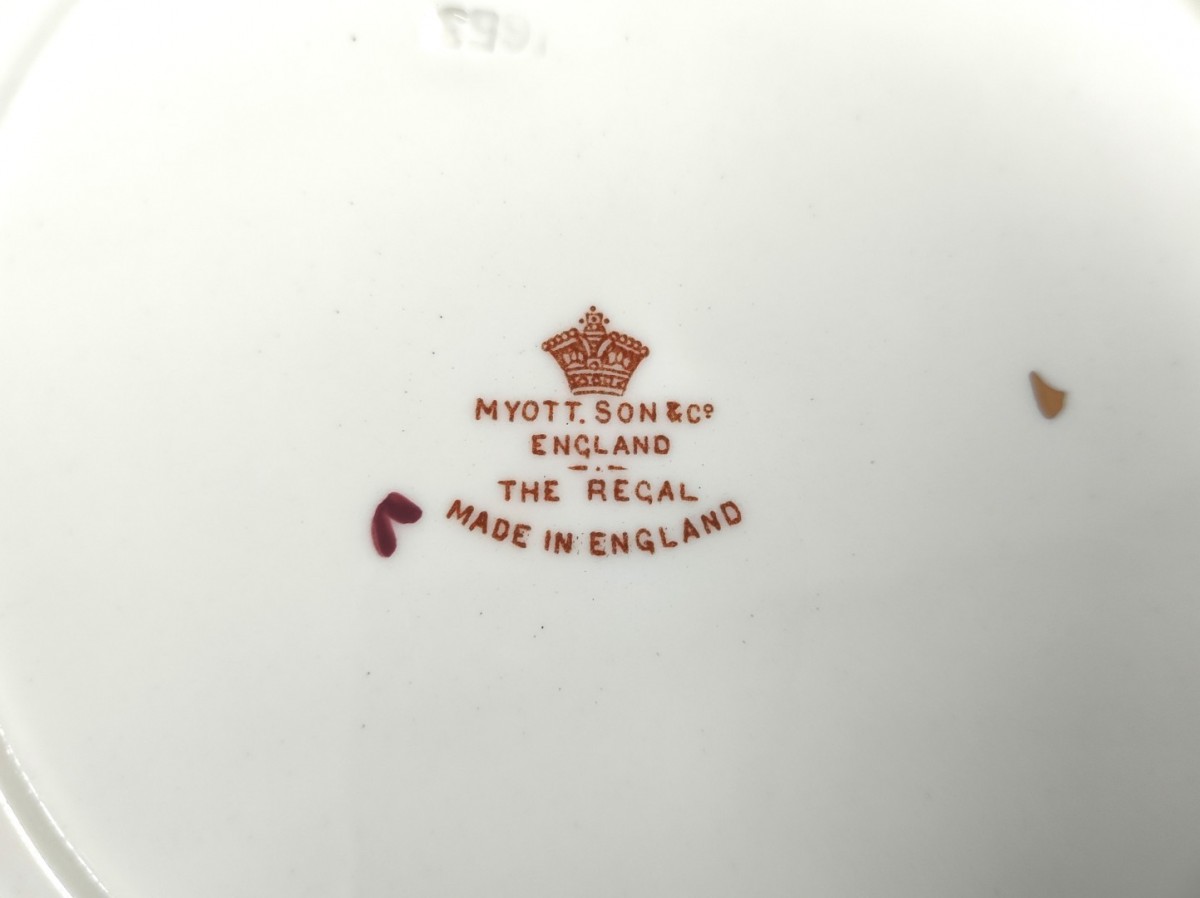 MYOTT. SON & Cº
ENGLAND
THE REGAL
MADE IN ENGLAND